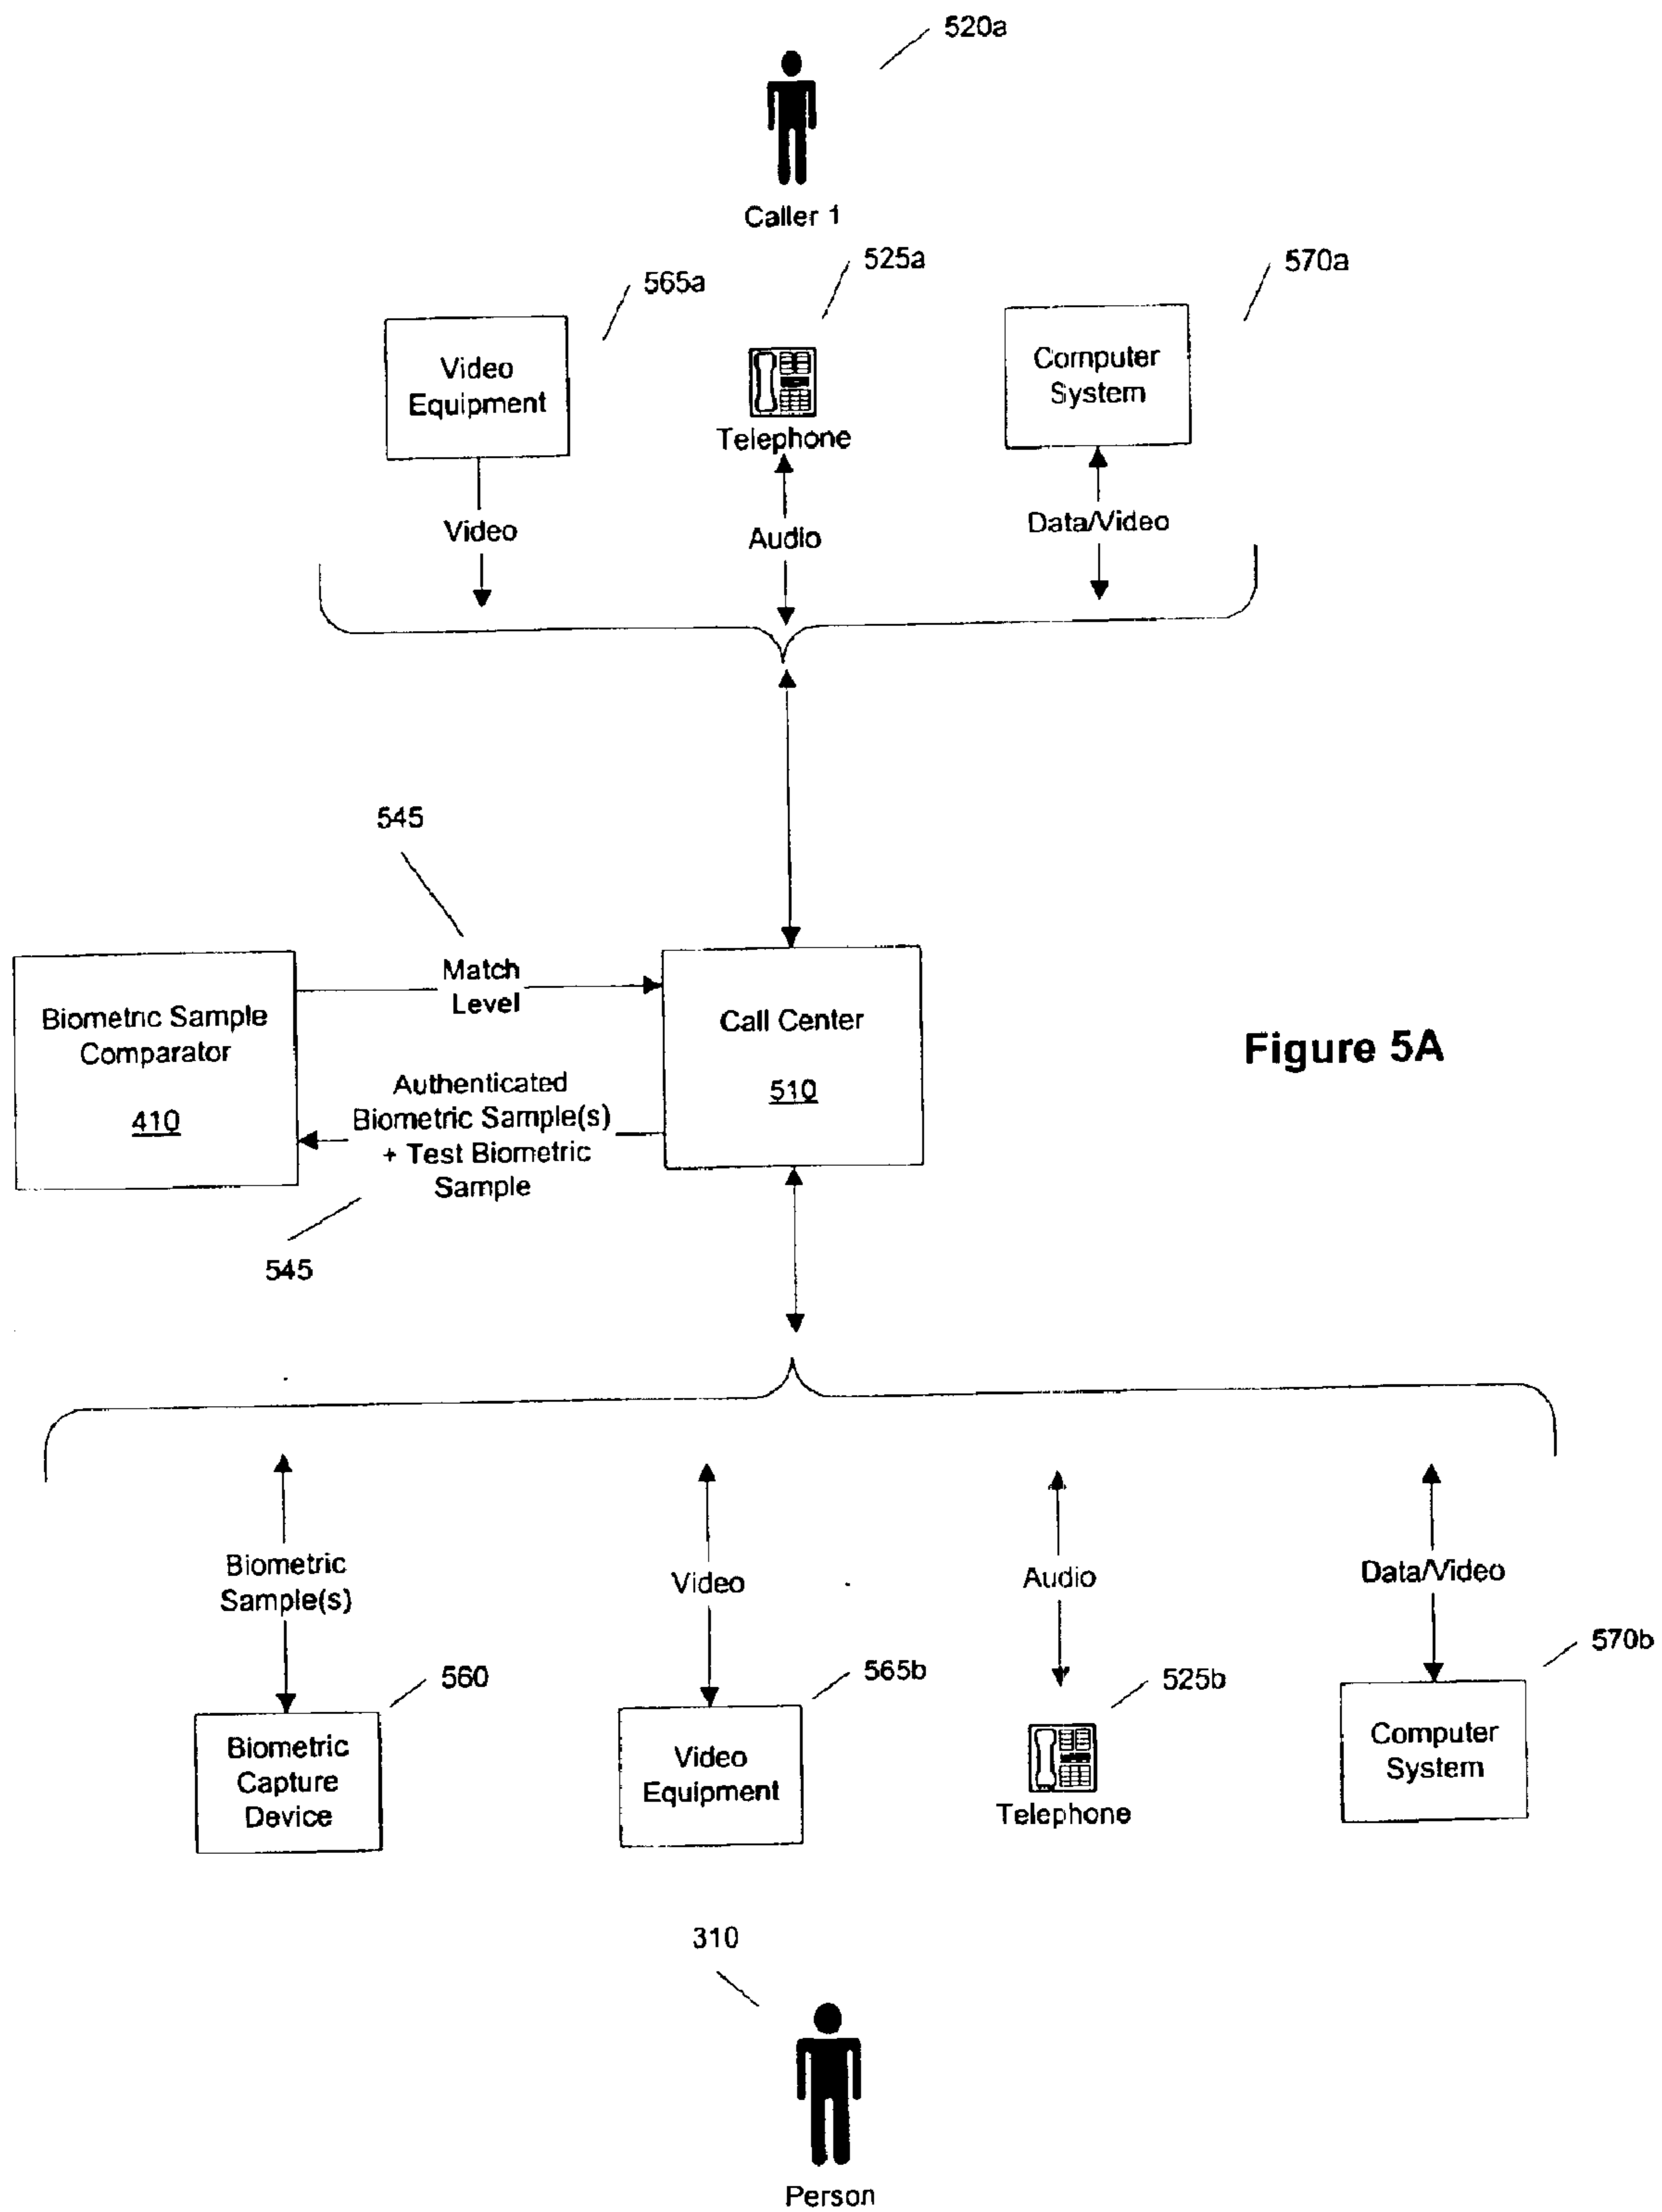 520a
Caller 1
565a
525a
570a
Video
Equipment
Telephone
Computer
System
Video
Audio
Data/Video
545
Match
Level
Biometric Sample
Comparator
410
Call Center
510
Authenticated
Biometric Sample(s)
+ Test Biometric
Sample
545
Figure 5A
Biometric
Sample(s)
Video
Audio
Data/Video
560
565b
525b
570b
Biometric
Capture
Device
Video
Equipment
Telephone
Computer
System
310
Person